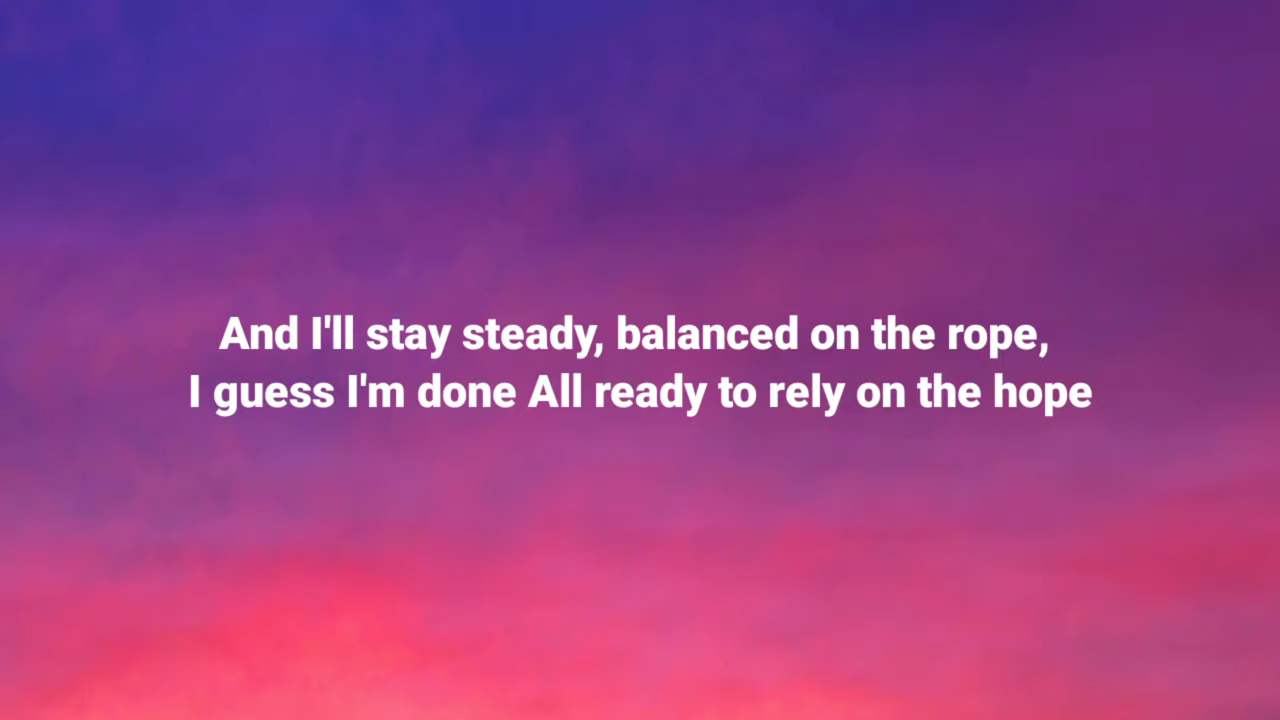 And I'll stay steady, balanced on the rope,
I guess I'm done All ready to rely on the hope